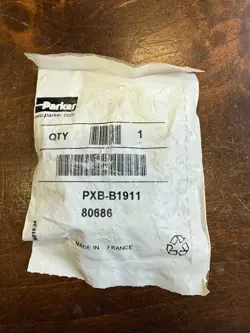 Parker
www.parker.com
QTY 1
PXB-B1911
80686
MADE IN FRANCE